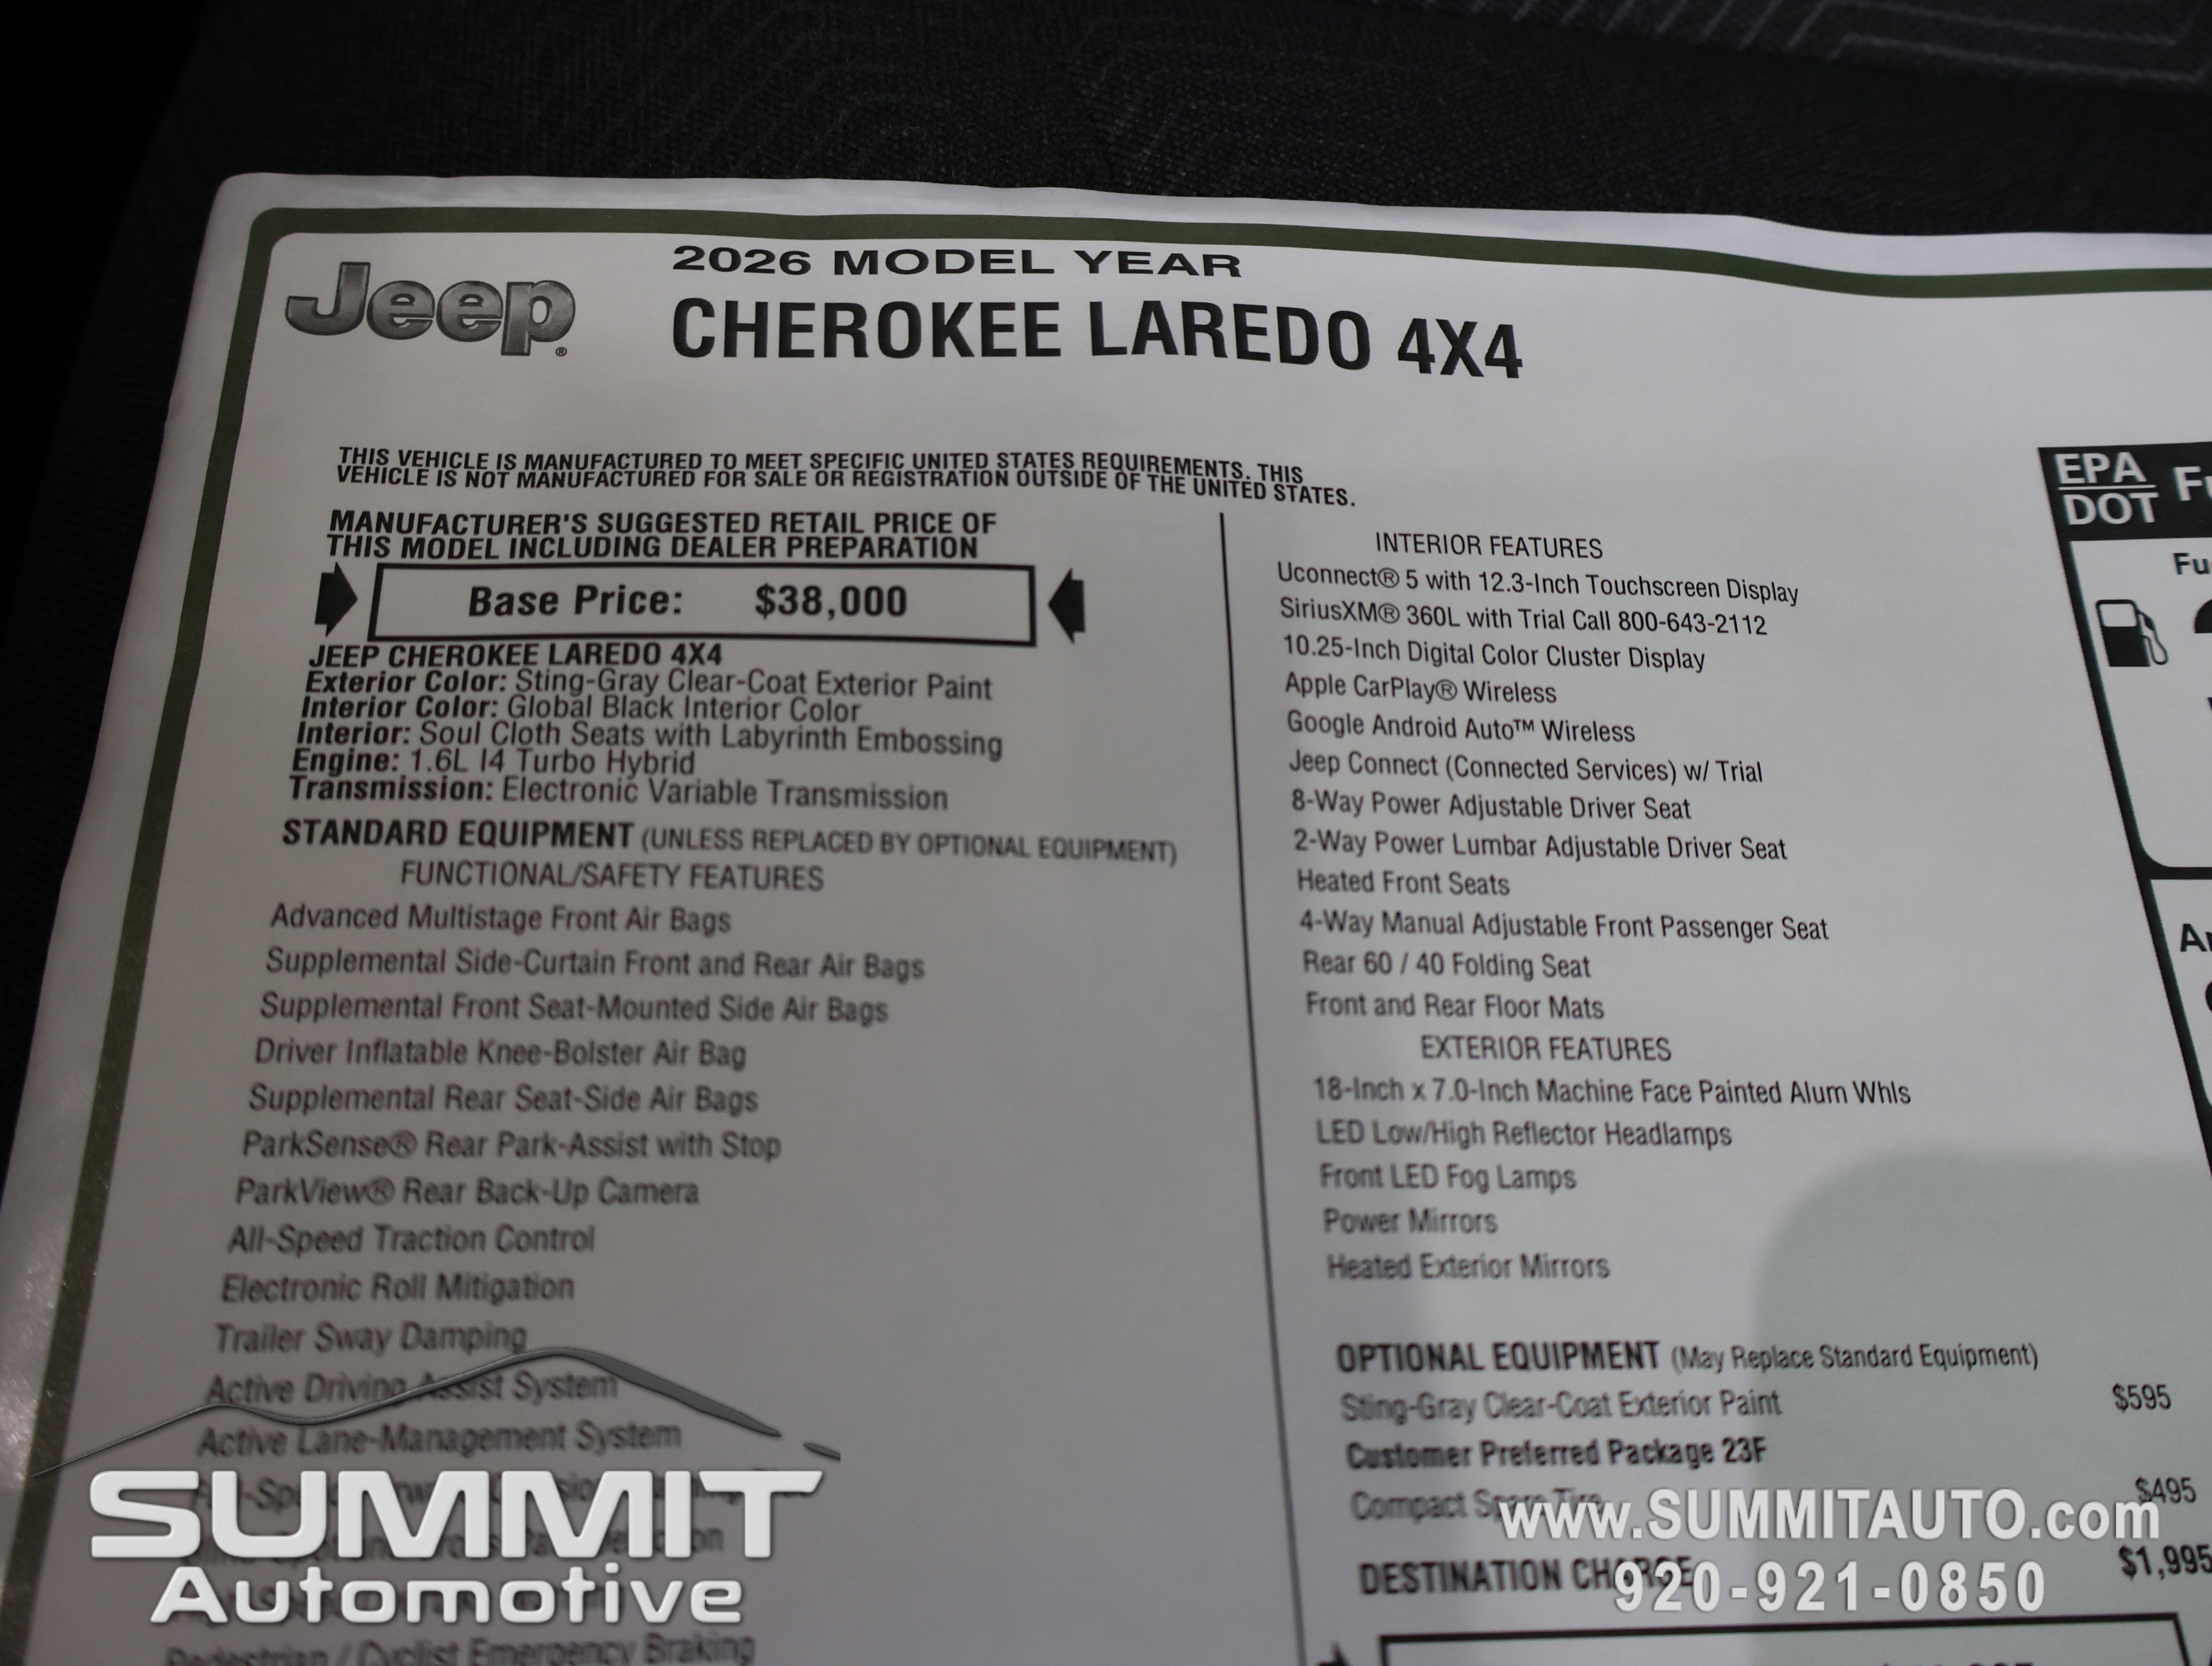 Jeep®
2026 MODEL YEAR
CHEROKEE LAREDO 4X4
THIS VEHICLE IS MANUFACTURED TO MEET SPECIFIC UNITED STATES REQUIREMENTS. THIS
VEHICLE IS NOT MANUFACTURED FOR SALE OR REGISTRATION OUTSIDE OF THE UNITED STATES.
MANUFACTURER'S SUGGESTED RETAIL PRICE OF
THIS MODEL INCLUDING DEALER PREPARATION
Base Price: $38,000
JEEP CHEROKEE LAREDO 4X4
Exterior Color: Sting-Gray Clear-Coat Exterior Paint
Interior Color: Global Black Interior Color
Interior: Soul Cloth Seats with Labyrinth Embossing
Engine: 1.6L I4 Turbo Hybrid
Transmission: Electronic Variable Transmission
STANDARD EQUIPMENT (UNLESS REPLACED BY OPTIONAL EQUIPMENT)
FUNCTIONAL/SAFETY FEATURES
Advanced Multistage Front Air Bags
Supplemental Side-Curtain Front and Rear Air Bags
Supplemental Front Seat-Mounted Side Air Bags
Driver Inflatable Knee-Bolster Air Bag
Supplemental Rear Seat-Side Air Bags
ParkSense® Rear Park-Assist with Stop
ParkView® Rear Back-Up Camera
All-Speed Traction Control
Electronic Roll Mitigation
Trailer Sway Damping
Active Driving Assist System
Active Lane-Management System
Pedestrian / Cyclist Emergency Braking
INTERIOR FEATURES
Uconnect® 5 with 12.3-Inch Touchscreen Display
SiriusXM® 360L with Trial Call 800-643-2112
10.25-Inch Digital Color Cluster Display
Apple CarPlay® Wireless
Google Android Auto™ Wireless
Jeep Connect (Connected Services) w/ Trial
8-Way Power Adjustable Driver Seat
2-Way Power Lumbar Adjustable Driver Seat
Heated Front Seats
4-Way Manual Adjustable Front Passenger Seat
Rear 60 / 40 Folding Seat
Front and Rear Floor Mats
EXTERIOR FEATURES
18-Inch x 7.0-Inch Machine Face Painted Alum Whls
LED Low/High Reflector Headlamps
Front LED Fog Lamps
Power Mirrors
Heated Exterior Mirrors
OPTIONAL EQUIPMENT (May Replace Standard Equipment)
Sting-Gray Clear-Coat Exterior Paint $595
Customer Preferred Package 23F
Compact Spare Tire $495
DESTINATION CHARGE $1,995
EPA
DOT
SUMMIT
Automotive
www.SUMMITAUTO.com
920-921-0850